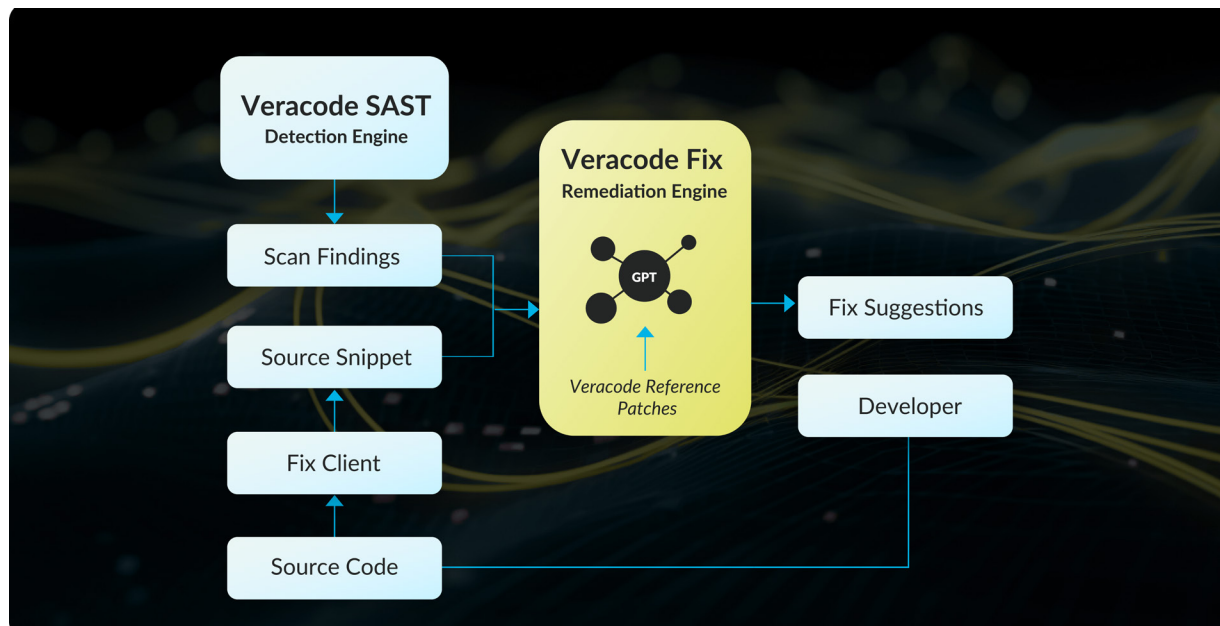 Veracode SAST
Detection Engine
Scan Findings
Source Snippet
Fix Client
Source Code
Veracode Fix
Remediation Engine
GPT
Veracode Reference
Patches
Fix Suggestions
Developer